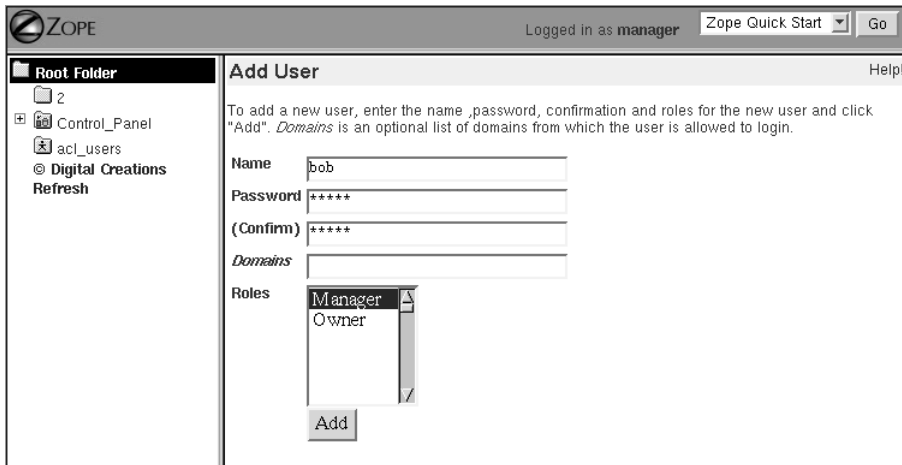 ZOPE
Logged in as manager
Zope Quick Start
Go
Root Folder
2
Control_Panel
acl_users
© Digital Creations
Refresh
Add User
Help!
To add a new user, enter the name ,password, confirmation and roles for the new user and click
"Add". Domains is an optional list of domains from which the user is allowed to login.
Name
bob
Password
*****
(Confirm)
*****
Domains
Roles
Manager
Owner
Add